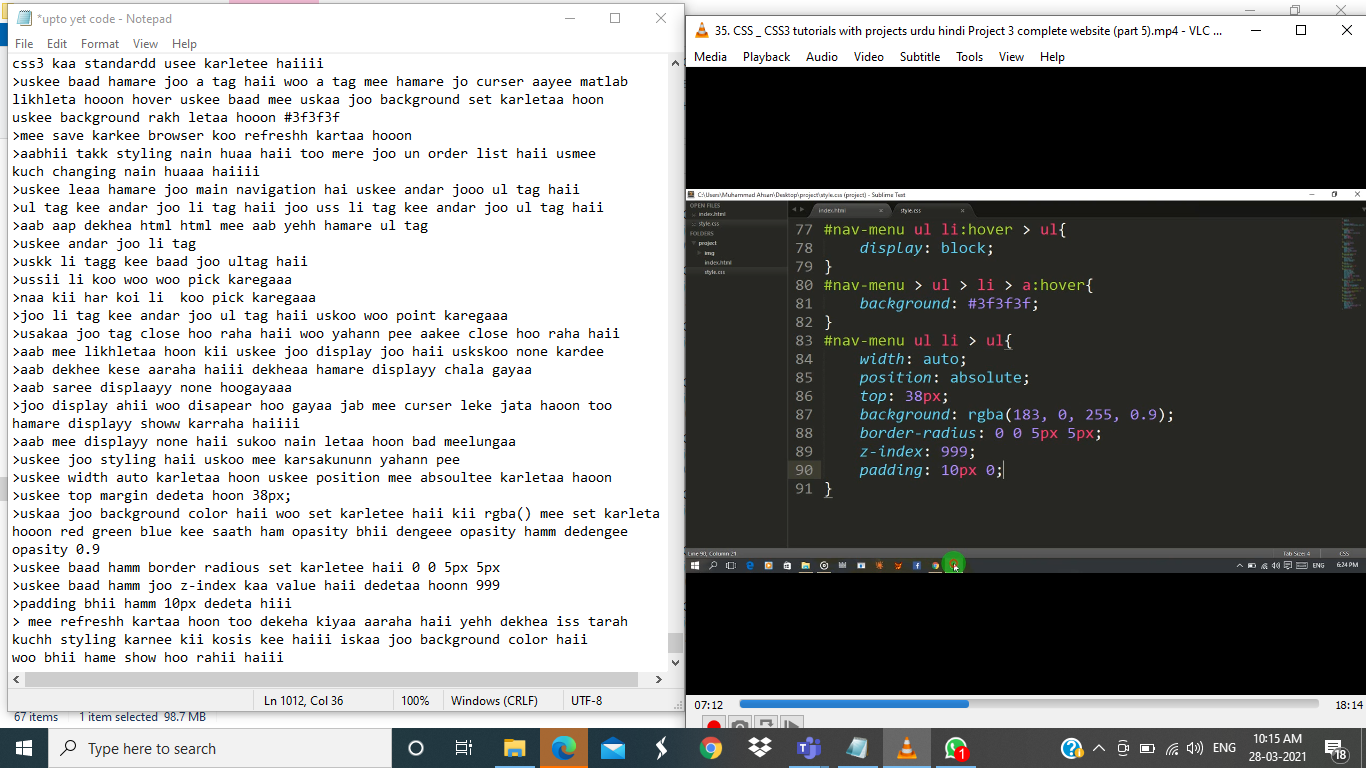 *upto yet code - Notepad
File Edit Format View Help
css3 kaa standardd usee karletee haiiii
>uskee baad hamare joo a tag haii woo a tag mee hamare jo curser aayee matlab
likhleta hooon hover uskee baad mee uskaa joo background set karletaa hoon
uskee background rakh letaa hooon #3f3f3f
>mee save karkee browser koo refreshh kartaa hooon
>aabhii takk styling nain huaa haii too mere joo un order list haii usmee
kuch changing nain huaaa haiiii
>uskee leaa hamare joo main navigation hai uskee andar jooo ul tag haii
>ul tag kee andar joo li tag haii joo uss li tag kee andar joo ul tag haii
>aab aap dekhea html html mee aab yehh hamare ul tag
>uskee andar joo li tag
>uskk li tagg kee baad joo ultag haii
>ussii li koo woo woo pick karegaaa
>naa kii har koi li  koo pick karegaaa
>joo li tag kee andar joo ul tag haii uskoo woo point karegaaa
>usakaa joo tag close hoo raha haii woo yahann pee aakee close hoo raha haii
>aab mee likhletaa hoon kii uskee joo display joo haii uskskoo none kardee
>aab dekhee kese aaraha haiii dekheaa hamare displayy chala gayaa
>aab saree displaayy none hoogayaaa
>joo display ahii woo disapear hoo gayaa jab mee curser leke jata haoon too
hamare displayy showw karraha haiiii
>aab mee displayy none haii sukoo nain letaa hoon bad meelungaa
>uskee joo styling haii uskoo mee karsakununn yahann pee
>uskee width auto kartaaa hoon uskee position mee absoultee kartaa haoon
>uskee top margin dedeta hoon 38px;
>uskaa joo background color haii woo set karletee haii kii rgba() mee set karleta
hooon red green blue kee saath ham opasity bhii dengeee opasity hamm dedengee
opasity 0.9
>uskee baad hamm border radious set karletee haii 0 0 5px 5px
>uskee baad hamm joo z-index kaa value haii dedetaa hoonn 999
>padding bhii hamm 10px dedeta hiii
> mee refreshh kartaa hoon too dekeha kiyaa aaraha haii yehh dekhea iss tarah
kuchh styling karnee kii kosis kee haiii iskaa joo background color haii
woo bhii hame show hoo rahii haiii
Ln 1012, Col 36 100% Windows (CRLF) UTF-8
67 items 1 item selected 98.7 MB
35. CSS _ CSS3 tutorials with projects urdu hindi Project 3 complete website (part 5).mp4 - VLC ...
Media Playback Audio Video Subtitle Tools View Help
C:\Users\Muhammad Ahsan\Desktop\project\style.css (project) - Sublime Text
OPEN FILES
index.html
style.css
FOLDERS
project
img
index.html
style.css
index.html style.css
77 #nav-menu ul li:hover > ul{
78 display: block;
79 }
80 #nav-menu > ul > li > a:hover{
81 background: #3f3f3f;
82 }
83 #nav-menu ul li > ul{
84 width: auto;
85 position: absolute;
86 top: 38px;
87 background: rgba(183, 0, 255, 0.9);
88 border-radius: 0 0 5px 5px;
89 z-index: 999;
90 padding: 10px 0;
91 }
Line 90, Column 21 Tab Size: 4 CSS
ENG 6:24 PM
07:12 18:14
Type here to search
1
ENG
10:15 AM
28-03-2021
18